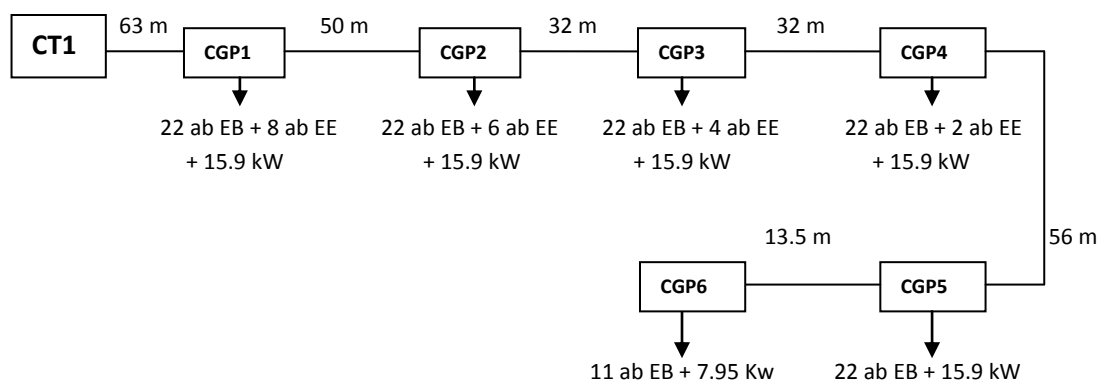 63 m 50 m 32 m 32 m
CT1 CGP1 CGP2 CGP3 CGP4
22 ab EB + 8 ab EE 22 ab EB + 6 ab EE 22 ab EB + 4 ab EE 22 ab EB + 2 ab EE
+ 15.9 kW + 15.9 kW + 15.9 kW + 15.9 kW
13.5 m 56 m
CGP6 CGP5
11 ab EB + 7.95 Kw 22 ab EB + 15.9 kW